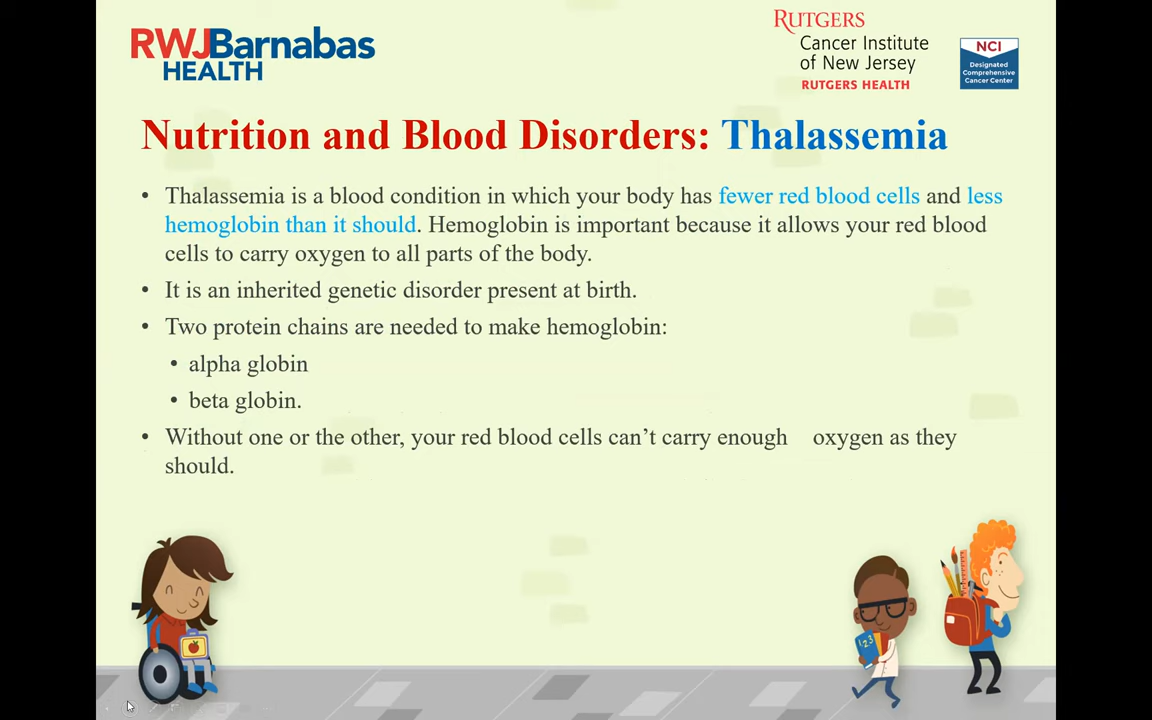 RWJBarnabas
HEALTH
RUTGERS
Cancer Institute
of New Jersey
RUTGERS HEALTH
NCI
Designated
Comprehensive
Cancer Center
Nutrition and Blood Disorders: Thalassemia
• Thalassemia is a blood condition in which your body has fewer red blood cells and less
hemoglobin than it should. Hemoglobin is important because it allows your red blood
cells to carry oxygen to all parts of the body.
• It is an inherited genetic disorder present at birth.
• Two protein chains are needed to make hemoglobin:
• alpha globin
• beta globin.
• Without one or the other, your red blood cells can’t carry enough oxygen as they
should.
123